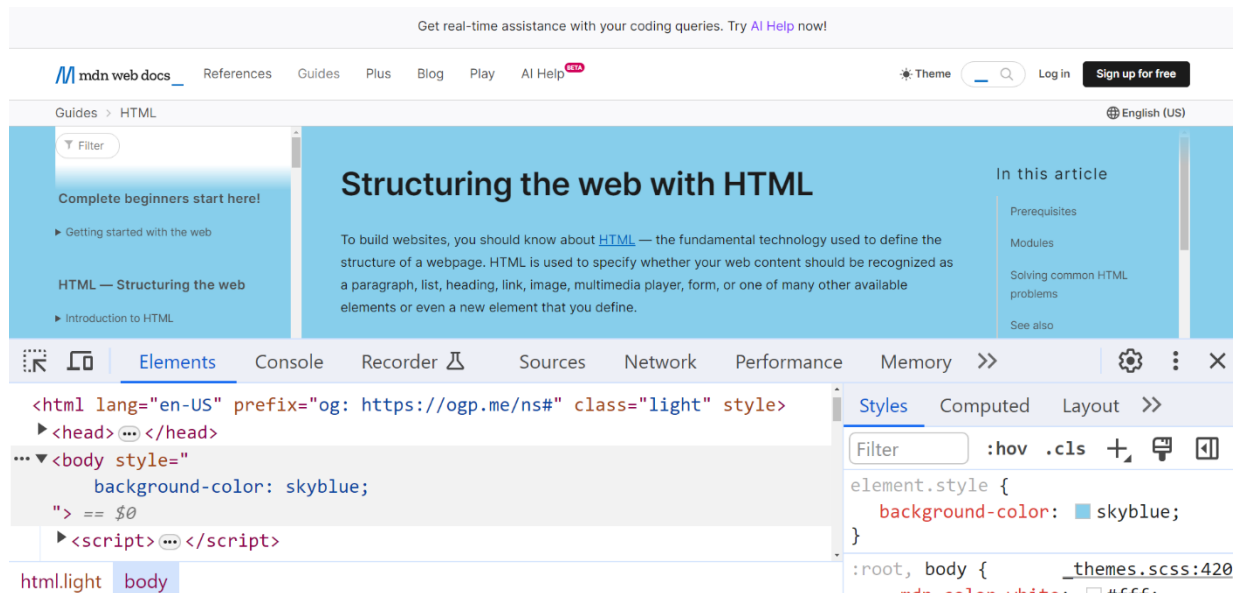 Get real-time assistance with your coding queries. Try AI Help now!
mdn web docs_ References Guides Plus Blog Play AI Help BETA Theme Log in Sign up for free
Guides > HTML English (US)
Filter
Complete beginners start here!
Getting started with the web
HTML — Structuring the web
Introduction to HTML
Structuring the web with HTML
To build websites, you should know about HTML — the fundamental technology used to define the
structure of a webpage. HTML is used to specify whether your web content should be recognized as
a paragraph, list, heading, link, image, multimedia player, form, or one of many other available
elements or even a new element that you define.
In this article
Prerequisites
Modules
Solving common HTML
problems
See also
Elements Console Recorder Sources Network Performance Memory >>
<html lang="en-US" prefix="og: https://ogp.me/ns#" class="light" style>
<head> ... </head>
... <body style="
background-color: skyblue;
"> == $0
<script> ... </script>
html.light body
Styles Computed Layout >>
Filter :hov .cls
element.style {
background-color: skyblue;
}
:root, body { _themes.scss:420